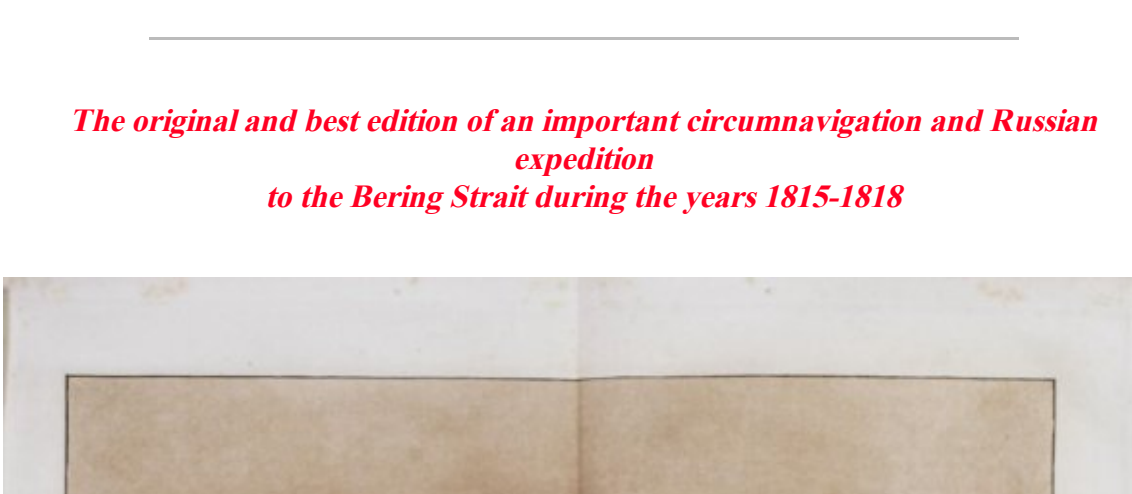 The original and best edition of an important circumnavigation and Russian
expedition
to the Bering Strait during the years 1815-1818